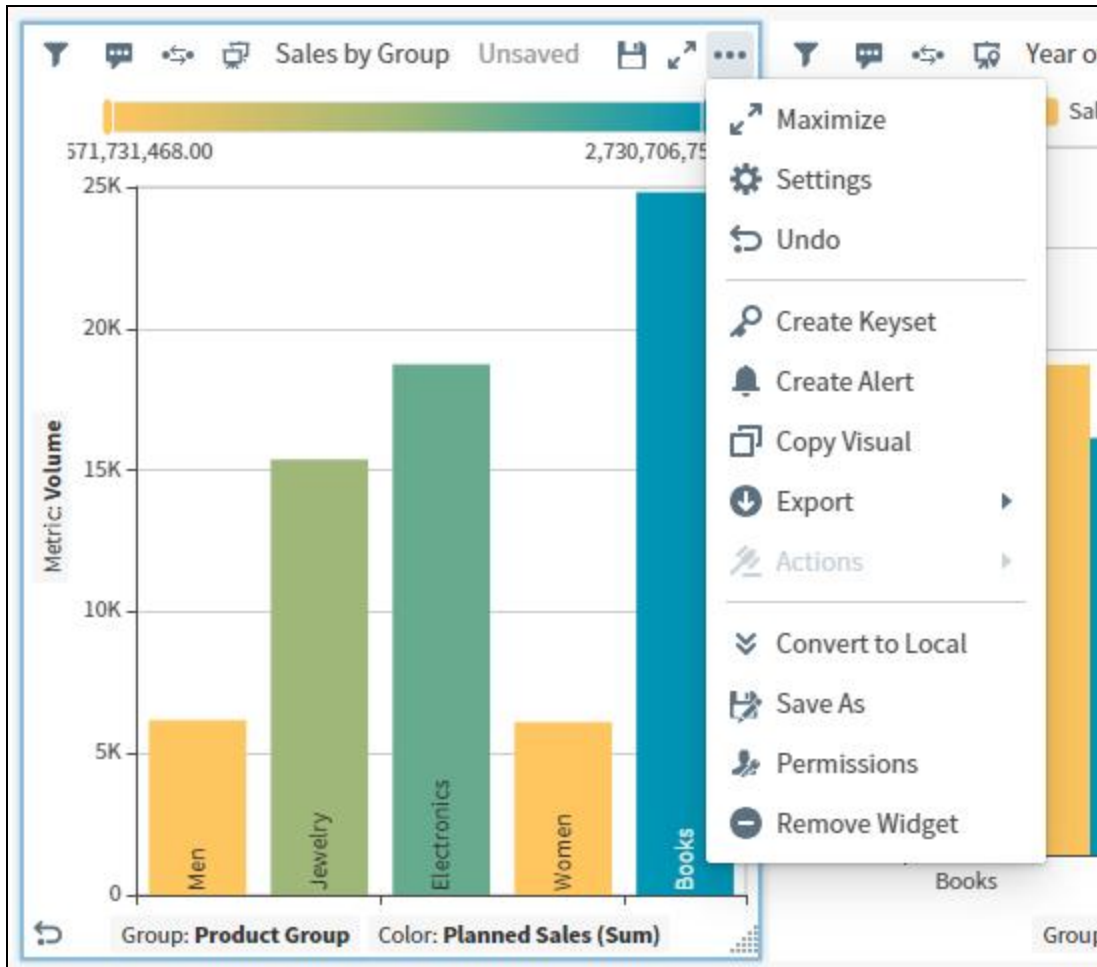 Sales by Group Unsaved
Year o
571,731,468.00
2,730,706,75
Sal
25K
20K
15K
10K
5K
0
Metric: Volume
Men
Jewelry
Electronics
Women
Books
Group: Product Group
Color: Planned Sales (Sum)
Maximize
Settings
Undo
Create Keyset
Create Alert
Copy Visual
Export
Actions
Convert to Local
Save As
Permissions
Remove Widget
Books
Group